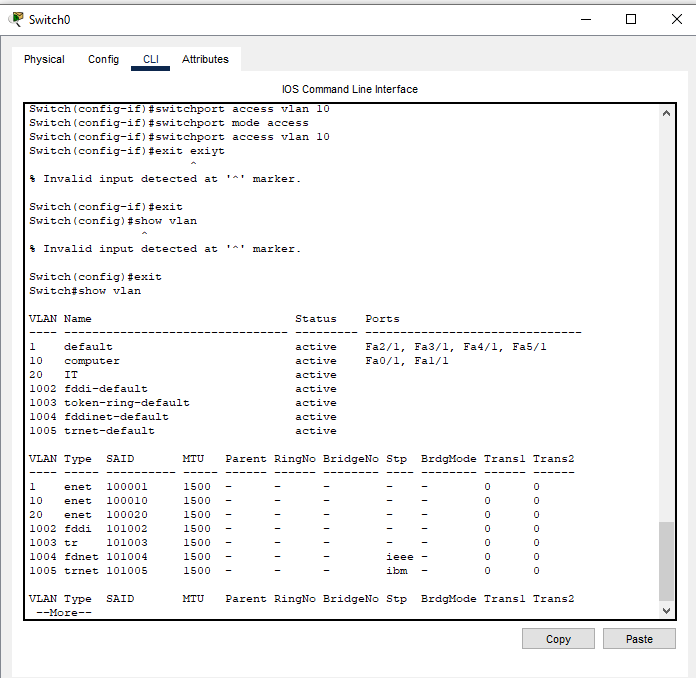 Switch0
Physical Config CLI Attributes
IOS Command Line Interface
Switch(config-if)#switchport access vlan 10
Switch(config-if)#switchport mode access
Switch(config-if)#switchport access vlan 10
Switch(config-if)#exit exiyt
^
% Invalid input detected at '^' marker.
Switch(config-if)#exit
Switch(config)#show vlan
^
% Invalid input detected at '^' marker.
Switch(config)#exit
Switch#show vlan
VLAN Name                             Status    Ports
---- -------------------------------- --------- -------------------------------
1    default                          active    Fa2/1, Fa3/1, Fa4/1, Fa5/1
10   computer                         active    Fa0/1, Fa1/1
20   IT                               active
1002 fddi-default                     active
1003 token-ring-default               active
1004 fddinet-default                  active
1005 trnet-default                    active
VLAN Type  SAID       MTU   Parent RingNo BridgeNo Stp  BrdgMode Trans1 Trans2
---- ----- ---------- ----- ------ ------ -------- ---- -------- ------ ------
1    enet  100001     1500  -      -      -        -    -        0      0
10   enet  100010     1500  -      -      -        -    -        0      0
20   enet  100020     1500  -      -      -        -    -        0      0
1002 fddi  101002     1500  -      -      -        -    -        0      0
1003 tr    101003     1500  -      -      -        -    -        0      0
1004 fdnet 101004     1500  -      -      -        ieee -        0      0
1005 trnet 101005     1500  -      -      -        ibm  -        0      0
VLAN Type  SAID       MTU   Parent RingNo BridgeNo Stp  BrdgMode Trans1 Trans2
--More--
Copy Paste